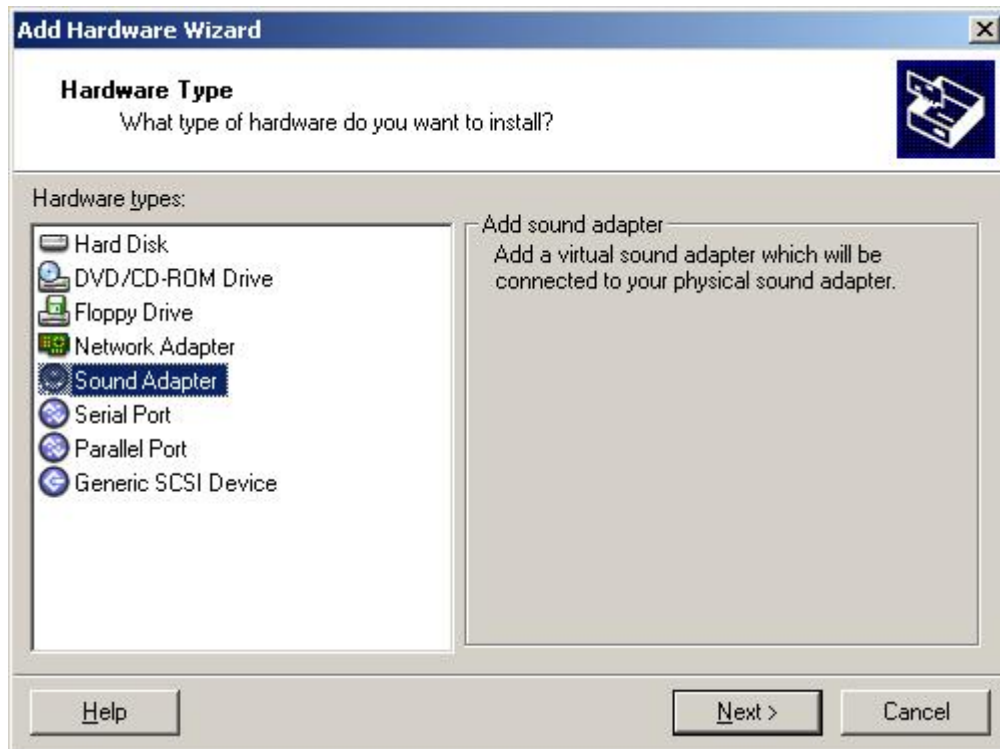 Add Hardware Wizard
Hardware Type
What type of hardware do you want to install?
Hardware types:
Hard Disk
DVD/CD-ROM Drive
Floppy Drive
Network Adapter
Sound Adapter
Serial Port
Parallel Port
Generic SCSI Device
Add sound adapter
Add a virtual sound adapter which will be
connected to your physical sound adapter.
Help
Next >
Cancel